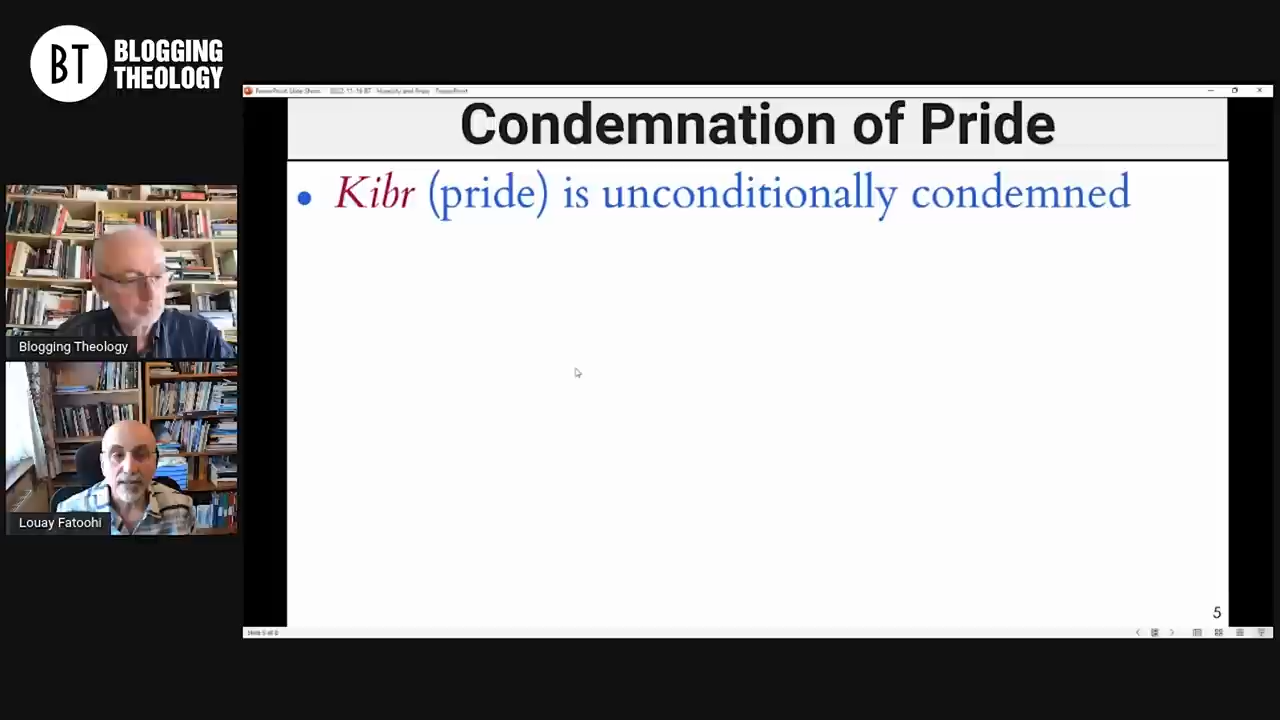 BT BLOGGING
THEOLOGY
Condemnation of Pride
• Kibr (pride) is unconditionally condemned
Blogging Theology
Louay Fatoohi
5